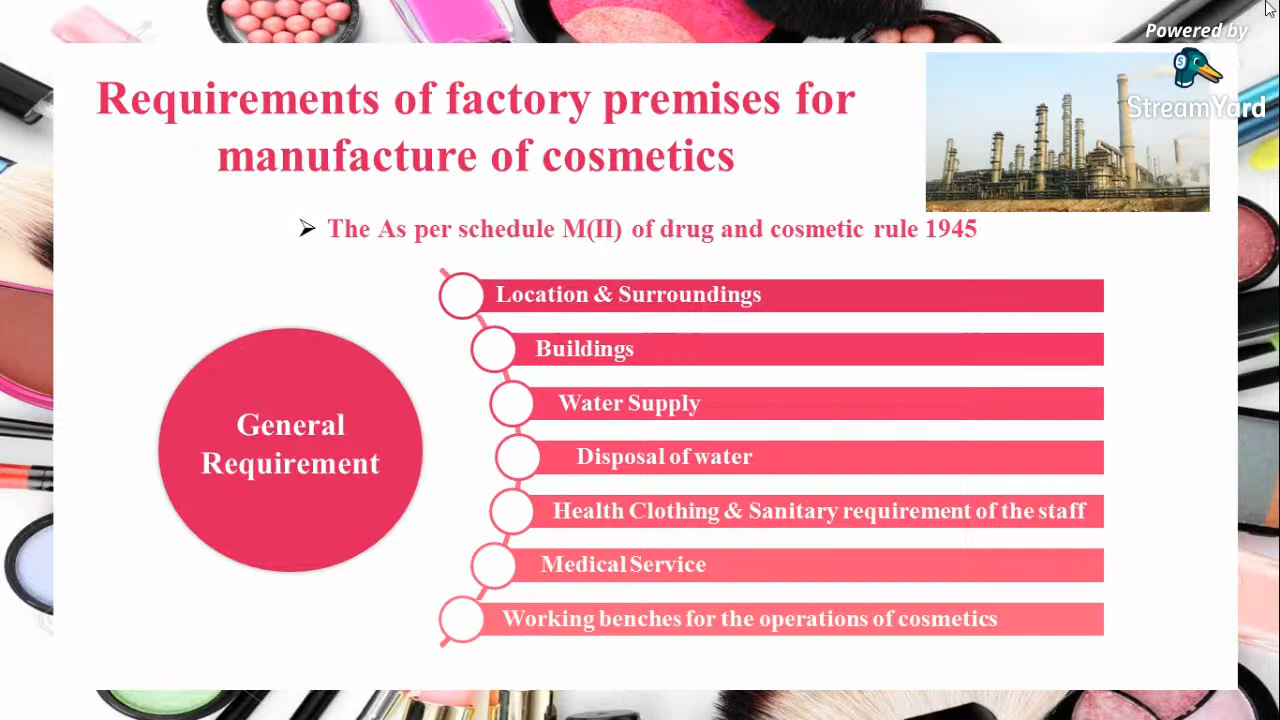 Powered by
StreamYard
Requirements of factory premises for
manufacture of cosmetics
The As per schedule M(II) of drug and cosmetic rule 1945
General
Requirement
Location & Surroundings
Buildings
Water Supply
Disposal of water
Health Clothing & Sanitary requirement of the staff
Medical Service
Working benches for the operations of cosmetics